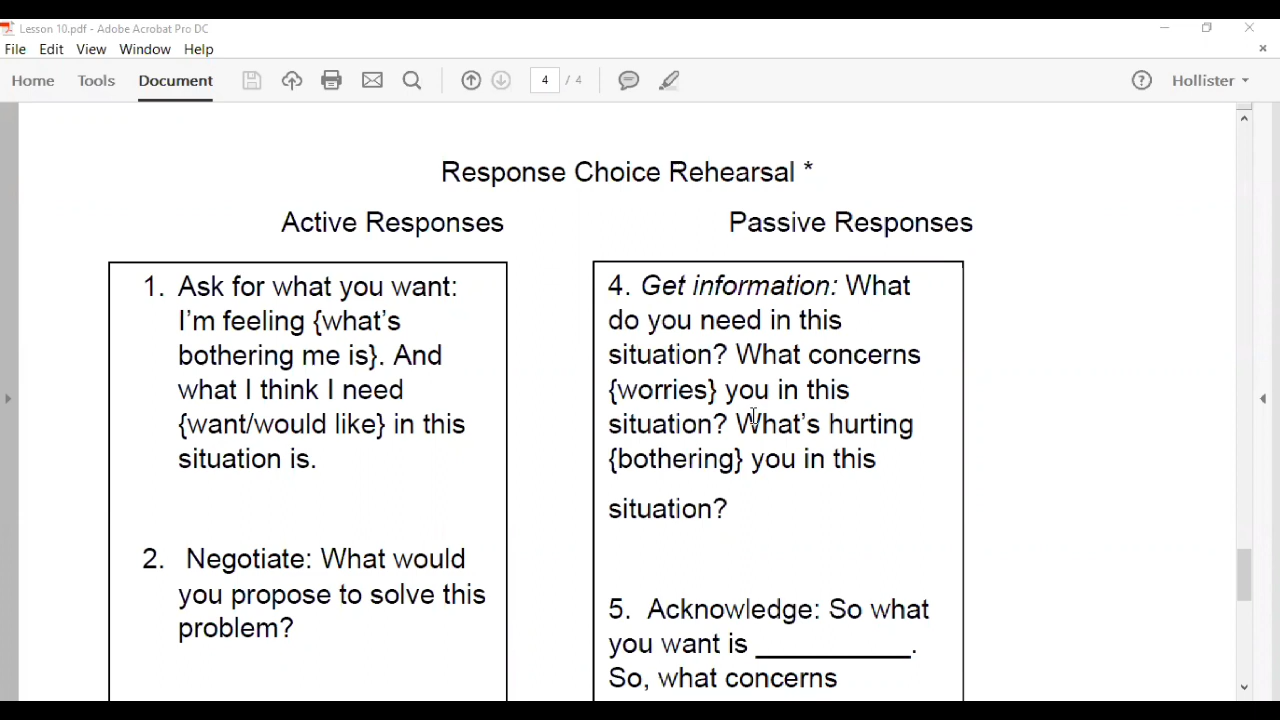 Lesson 10.pdf - Adobe Acrobat Pro DC
File Edit View Window Help
Home Tools Document 4 / 4 Hollister
Response Choice Rehearsal *
Active Responses
Passive Responses
1. Ask for what you want:
I'm feeling {what's
bothering me is}. And
what I think I need
{want/would like} in this
situation is.
2. Negotiate: What would
you propose to solve this
problem?
4. Get information: What
do you need in this
situation? What concerns
{worries} you in this
situation? What's hurting
{bothering} you in this
situation?
5. Acknowledge: So what
you want is ___________.
So, what concerns